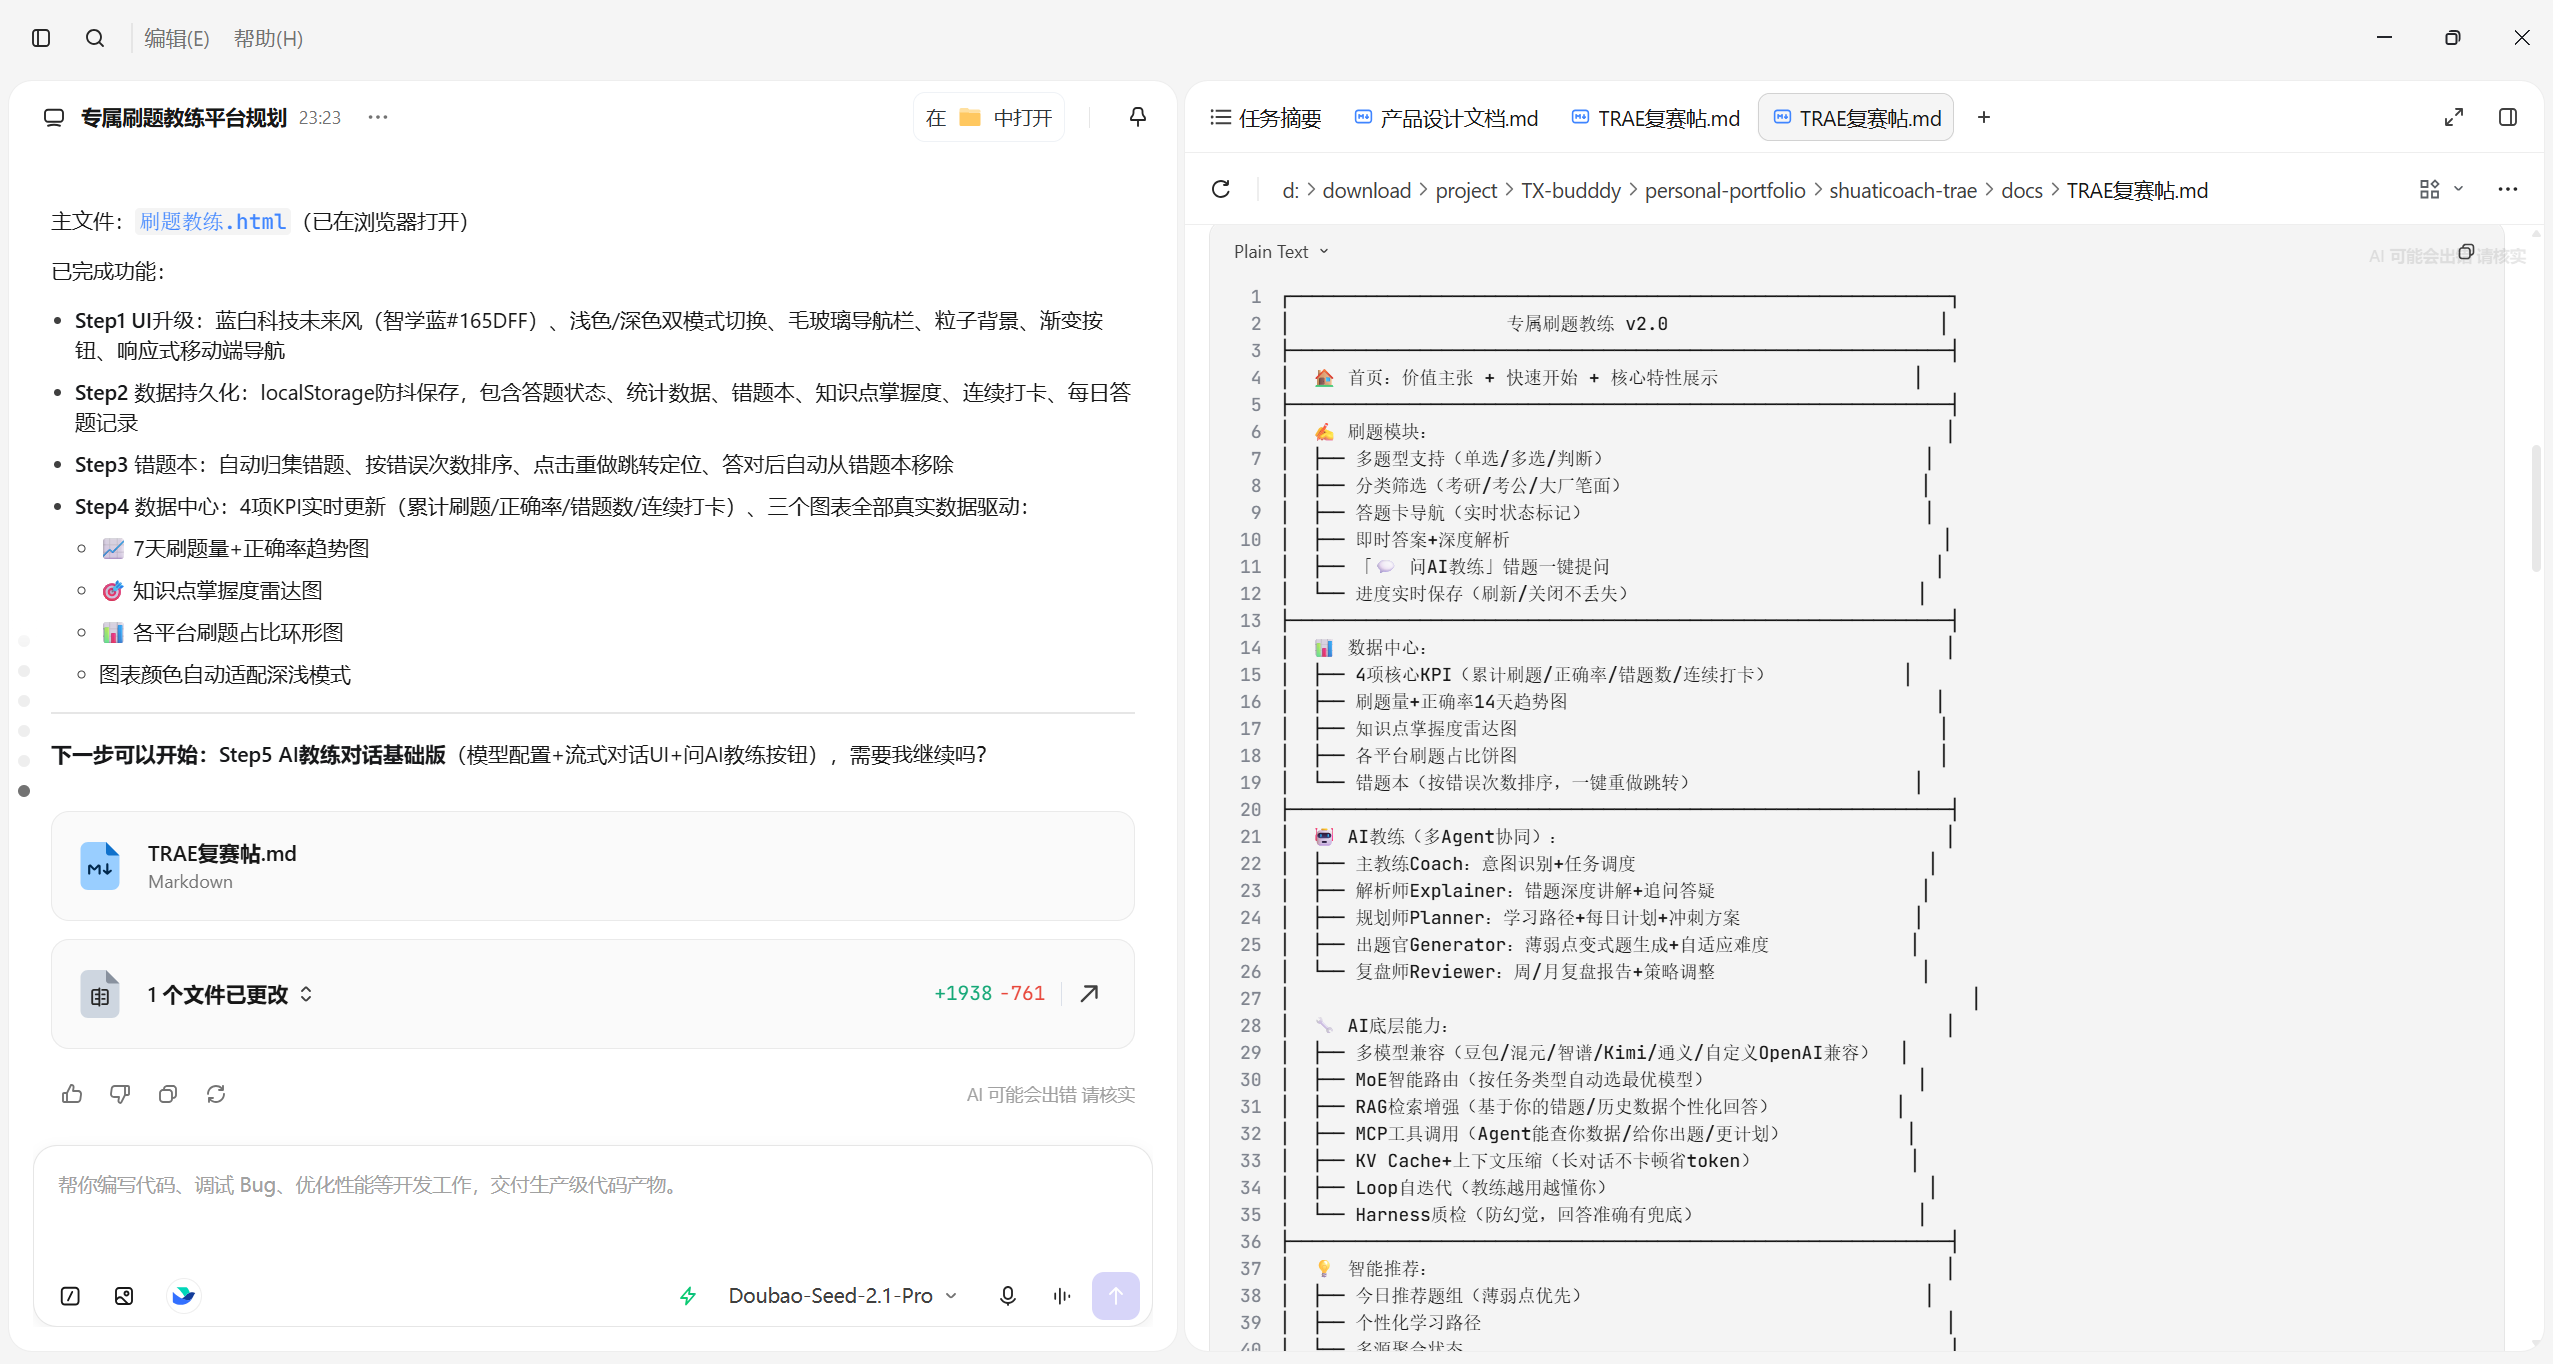 编辑(E) 帮助(H)
专属刷题教练平台规划 23:23 ···
在 中打开
主文件：刷题教练.html（已在浏览器打开）
已完成功能：
• Step1 UI升级：蓝白科技未来风（智学蓝#165DFF）、浅色/深色双模式切换、毛玻璃导航栏、粒子背景、渐变按
钮、响应式移动端导航
• Step2 数据持久化：localStorage防抖保存，包含答题状态、统计数据、错题本、知识点掌握度、连续打卡、每日答
题记录
• Step3 错题本：自动归集错题、按错误次数排序、点击重做跳转定位、答对后自动从错题本移除
• Step4 数据中心：4项KPI实时更新（累计刷题/正确率/错题数/连续打卡）、三个图表全部真实数据驱动：
◦ 📈 7天刷题量+正确率趋势图
◦ 🎯 知识点掌握度雷达图
◦ 📊 各平台刷题占比环形图
◦ 图表颜色自动适配深浅模式
下一步可以开始：Step5 AI教练对话基础版（模型配置+流式对话UI+问AI教练按钮），需要我继续吗？
TRAE复赛帖.md
Markdown
1 个文件已更改 +1938 -761
AI 可能会出错 请核实
帮你编写代码、调试 Bug、优化性能等开发工作，交付生产级代码产物。
Doubao-Seed-2.1-Pro
任务摘要 产品设计文档.md TRAE复赛帖.md TRAE复赛帖.md +
d: > download > project > TX-budddy > personal-portfolio > shuaticoach-trae > docs > TRAE复赛帖.md
Plain Text
AI 可能会出错 请核实
1
2 专属刷题教练 v2.0
3
4 🏠 首页：价值主张 + 快速开始 + 核心特性展示
5
6 ✍️ 刷题模块：
7 ├── 多题型支持（单选/多选/判断）
8 ├── 分类筛选（考研/考公/大厂笔面）
9 ├── 答题卡导航（实时状态标记）
10 ├── 即时答案+深度解析
11 ├── 「💬 问AI教练」错题一键提问
12 └── 进度实时保存（刷新/关闭不丢失）
13
14 📊 数据中心：
15 ├── 4项核心KPI（累计刷题/正确率/错题数/连续打卡）
16 ├── 刷题量+正确率14天趋势图
17 ├── 知识点掌握度雷达图
18 ├── 各平台刷题占比饼图
19 └── 错题本（按错误次数排序，一键重做跳转）
20
21 🤖 AI教练（多Agent协同）：
22 ├── 主教练Coach：意图识别+任务调度
23 ├── 解析师Explainer：错题深度讲解+追问答疑
24 ├── 规划师Planner：学习路径+每日计划+冲刺方案
25 ├── 出题官Generator：薄弱点变式题生成+自适应难度
26 └── 复盘师Reviewer：周/月复盘报告+策略调整
27
28 🔧 AI底层能力：
29 ├── 多模型兼容（豆包/混元/智谱/Kimi/通义/自定义OpenAI兼容）
30 ├── MoE智能路由（按任务类型自动选最优模型）
31 ├── RAG检索增强（基于你的错题/历史数据个性化回答）
32 ├── MCP工具调用（Agent能查你数据/给你出题/更计划）
33 ├── KV Cache+上下文压缩（长对话不卡顿省token）
34 ├── Loop自迭代（教练越用越懂你）
35 └── Harness质检（防幻觉，回答准确有兜底）
36
37 💡 智能推荐：
38 ├── 今日推荐题组（薄弱点优先）
39 ├── 个性化学习路径
40 └── 多源聚合状态